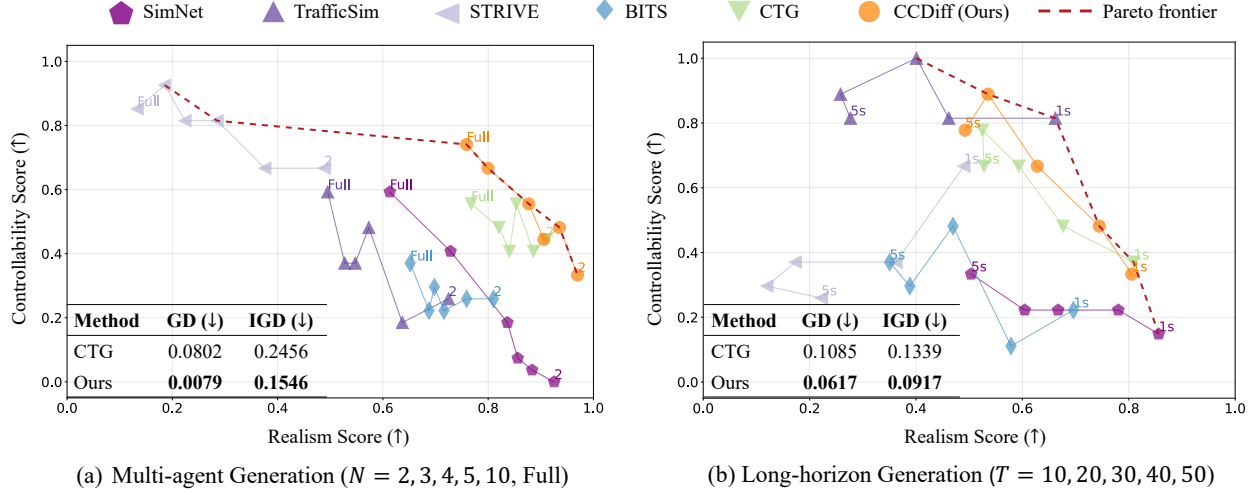 SimNet TrafficSim STRIVE BITS CTG CCDiff (Ours) Pareto frontier
Controllability Score (↑)
1.0
0.8
0.6
0.4
0.2
0.0
Full
2
Full
Full
Full
Full
2
2
2
2
2
Full
Method GD (↓) IGD (↓)
CTG 0.0802 0.2456
Ours 0.0079 0.1546
0.0 0.2 0.4 0.6 0.8 1.0
Realism Score (↑)
(a) Multi-agent Generation (N = 2, 3, 4, 5, 10, Full)
Controllability Score (↑)
1.0
0.8
0.6
0.4
0.2
0.0
5s
1s
5s
1s
5s
5s
1s
1s
5s
5s
1s
1s
Method GD (↓) IGD (↓)
CTG 0.1085 0.1339
Ours 0.0617 0.0917
0.0 0.2 0.4 0.6 0.8 1.0
Realism Score (↑)
(b) Long-horizon Generation (T = 10, 20, 30, 40, 50)